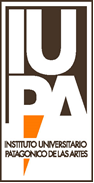 IU
PA
INSTITUTO UNIVERSITARIO
PATAGONICO DE LAS ARTES